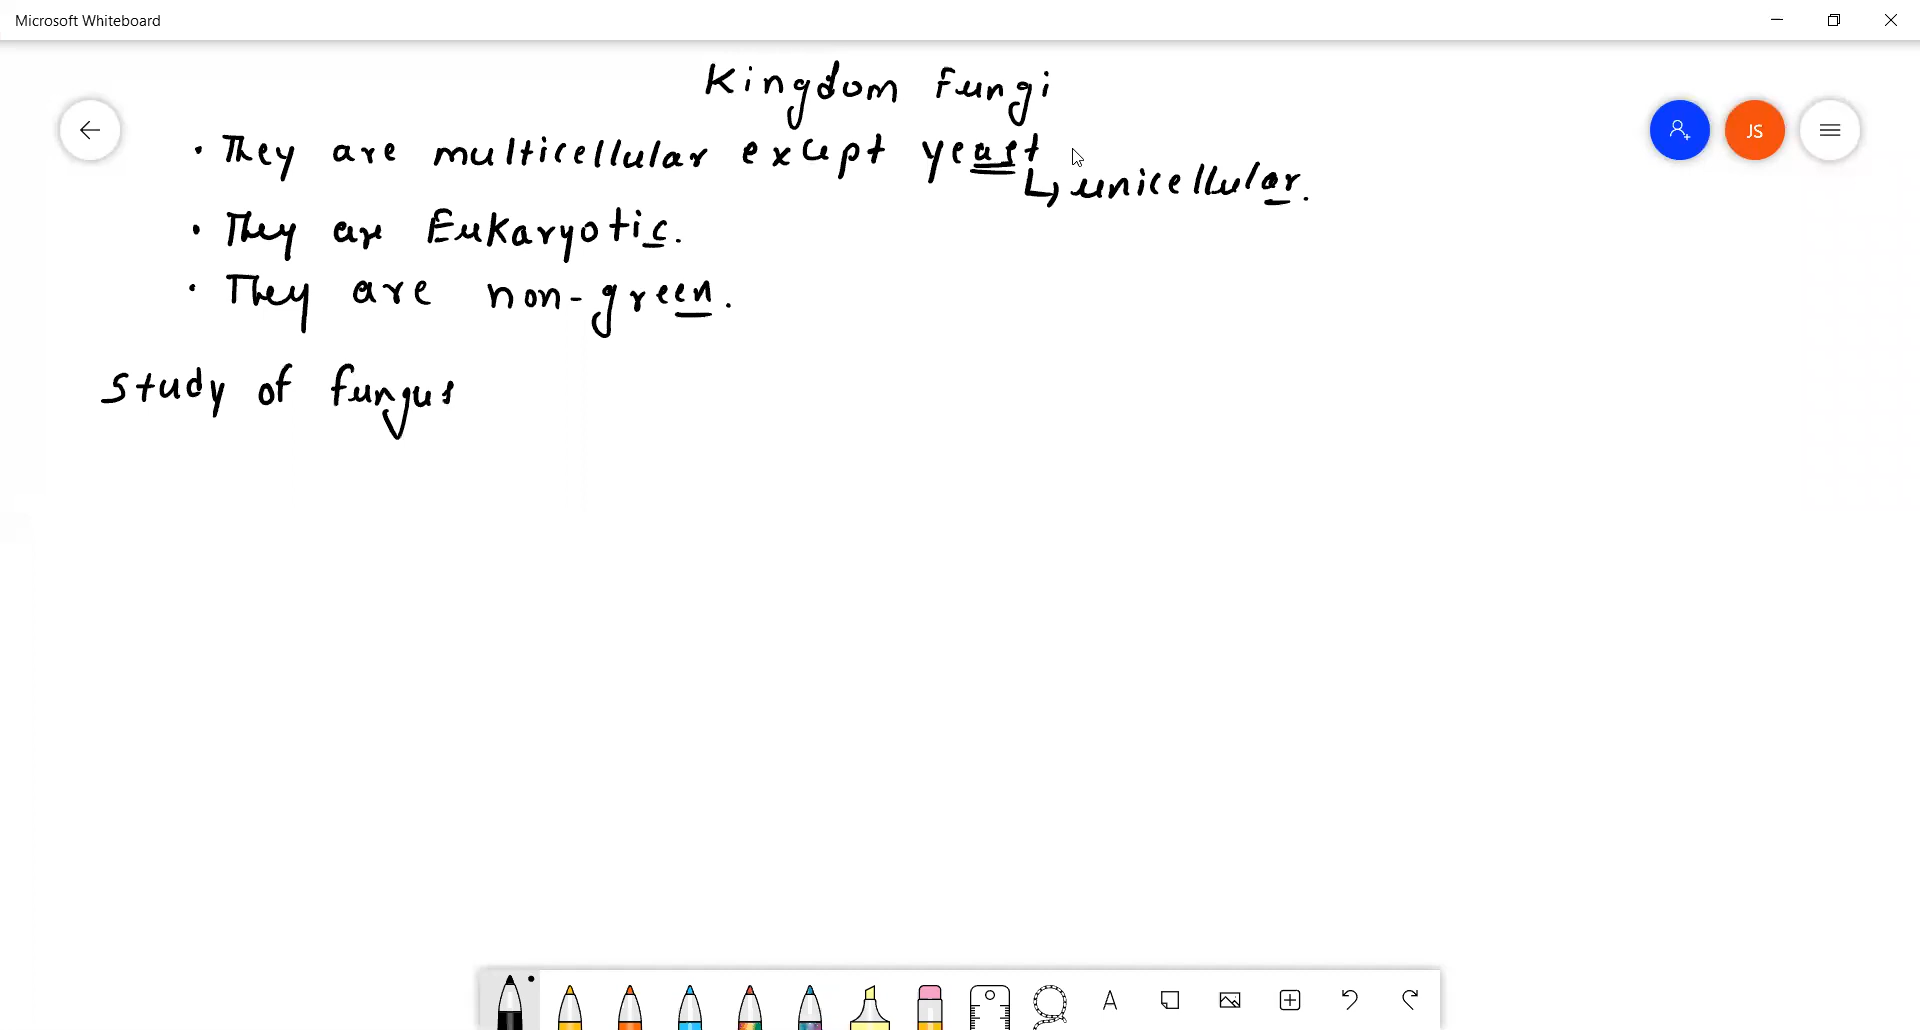 Microsoft Whiteboard
Kingdom Fungi
JS
• They are multicellular except yeast
↳ unicellular.
• They are Eukaryotic.
• They are non-green.
Study of fungus
A